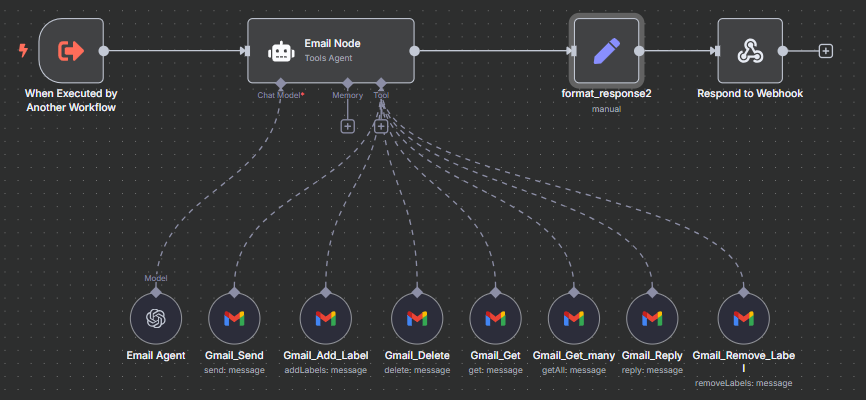 Email Node
Tools Agent
Chat Model*
Memory
Tool
When Executed by
Another Workflow
format_response2
manual
Respond to Webhook
Model
Email Agent
Gmail_Send
send: message
Gmail_Add_Label
addLabels: message
Gmail_Delete
delete: message
Gmail_Get
get: message
Gmail_Get_many
getAll: message
Gmail_Reply
reply: message
Gmail_Remove_Labe
l
removeLabels: message